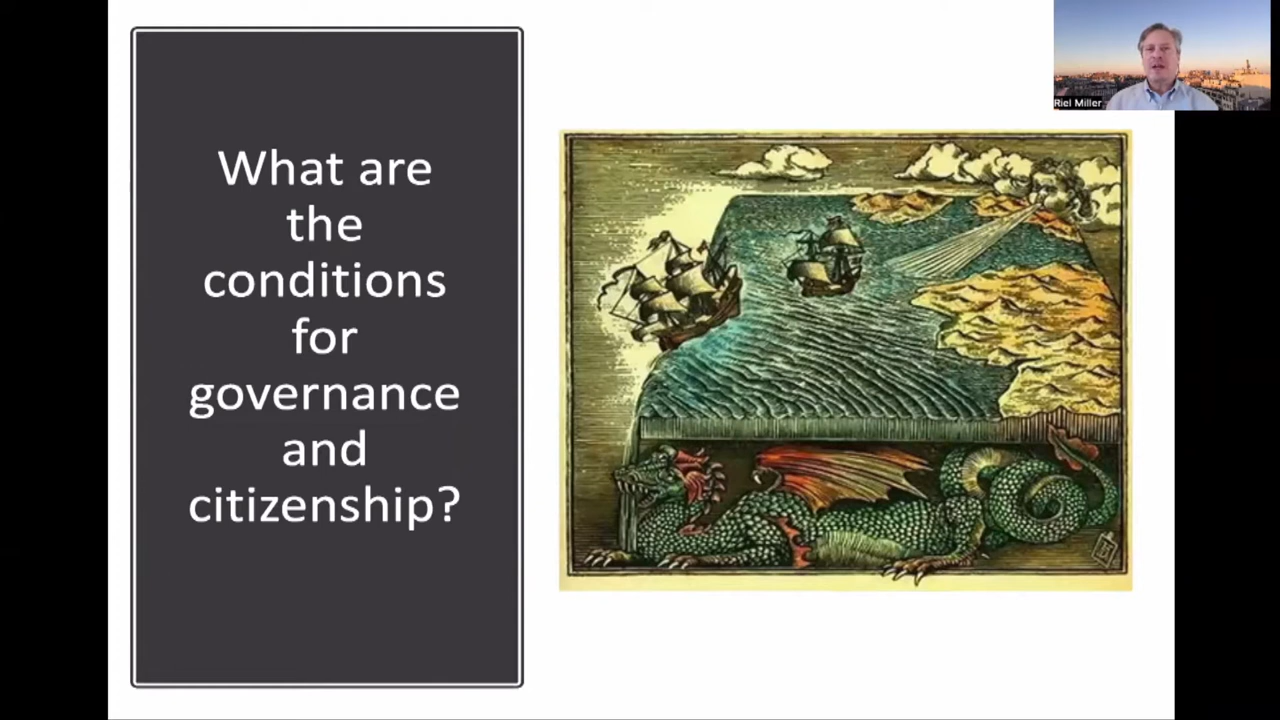 What are
the
conditions
for
governance
and
citizenship?
Riel Miller